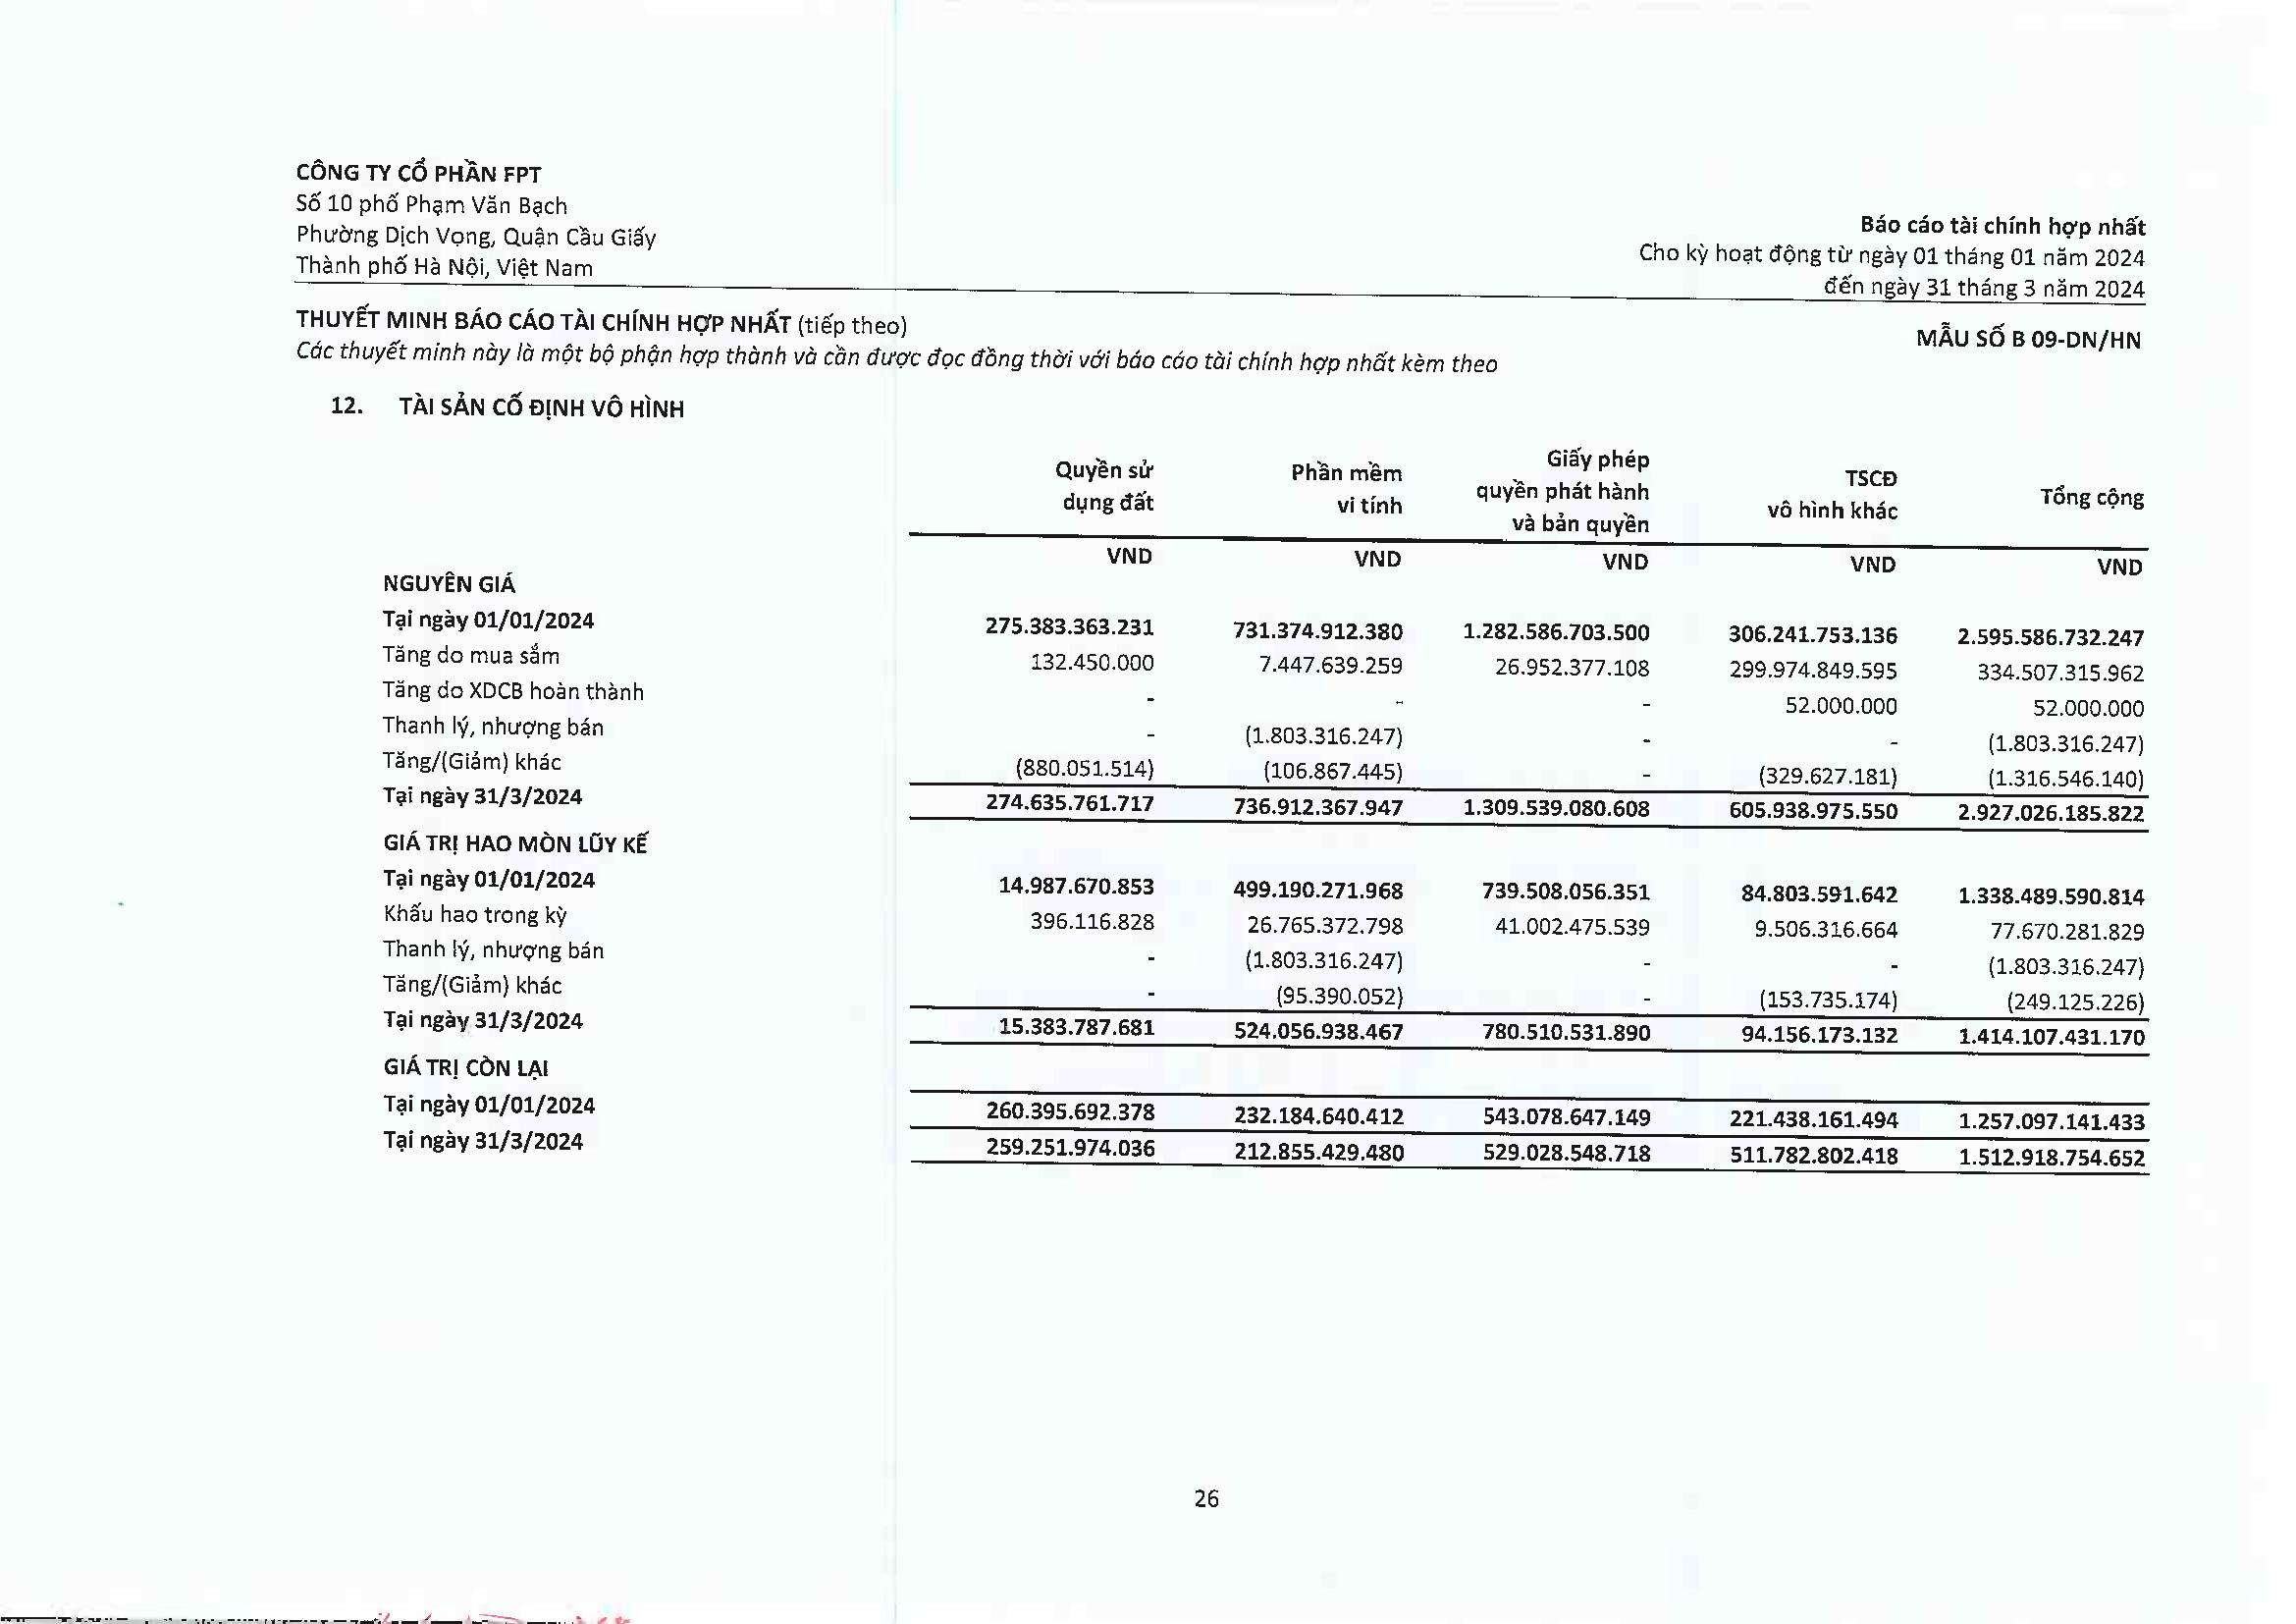 CÔNG TY CỔ PHẦN FPT
Số 10 phố Phạm Văn Bạch
Phường Dịch Vọng, Quận Cầu Giấy
Thành phố Hà Nội, Việt Nam
Báo cáo tài chính hợp nhất
Cho kỳ hoạt động từ ngày 01 tháng 01 năm 2024
đến ngày 31 tháng 3 năm 2024
THUYẾT MINH BÁO CÁO TÀI CHÍNH HỢP NHẤT (tiếp theo)
MẪU SỐ B 09-DN/HN
Các thuyết minh này là một bộ phận hợp thành và cần được đọc đồng thời với báo cáo tài chính hợp nhất kèm theo
12. TÀI SẢN CỐ ĐỊNH VÔ HÌNH
Quyền sử
dụng đất
Phần mềm
vi tính
Giấy phép
quyền phát hành
và bản quyền
TSCĐ
vô hình khác
Tổng cộng
VND VND VND VND VND
NGUYÊN GIÁ
Tại ngày 01/01/2024 275.383.363.231 731.374.912.380 1.282.586.703.500 306.241.753.136 2.595.586.732.247
Tăng do mua sắm 132.450.000 7.447.639.259 26.952.377.108 299.974.849.595 334.507.315.962
Tăng do XDCB hoàn thành - - - 52.000.000 52.000.000
Thanh lý, nhượng bán - (1.803.316.247) - - (1.803.316.247)
Tăng/(Giảm) khác (880.051.514) (106.867.445) - (329.627.181) (1.316.546.140)
Tại ngày 31/3/2024 274.635.761.717 736.912.367.947 1.309.539.080.608 605.938.975.550 2.927.026.185.822
GIÁ TRỊ HAO MÒN LŨY KẾ
Tại ngày 01/01/2024 14.987.670.853 499.190.271.968 739.508.056.351 84.803.591.642 1.338.489.590.814
Khấu hao trong kỳ 396.116.828 26.765.372.798 41.002.475.539 9.506.316.664 77.670.281.829
Thanh lý, nhượng bán - (1.803.316.247) - - (1.803.316.247)
Tăng/(Giảm) khác - (95.390.052) - (153.735.174) (249.125.226)
Tại ngày 31/3/2024 15.383.787.681 524.056.938.467 780.510.531.890 94.156.173.132 1.414.107.431.170
GIÁ TRỊ CÒN LẠI
Tại ngày 01/01/2024 260.395.692.378 232.184.640.412 543.078.647.149 221.438.161.494 1.257.097.141.433
Tại ngày 31/3/2024 259.251.974.036 212.855.429.480 529.028.548.718 511.782.802.418 1.512.918.754.652
26